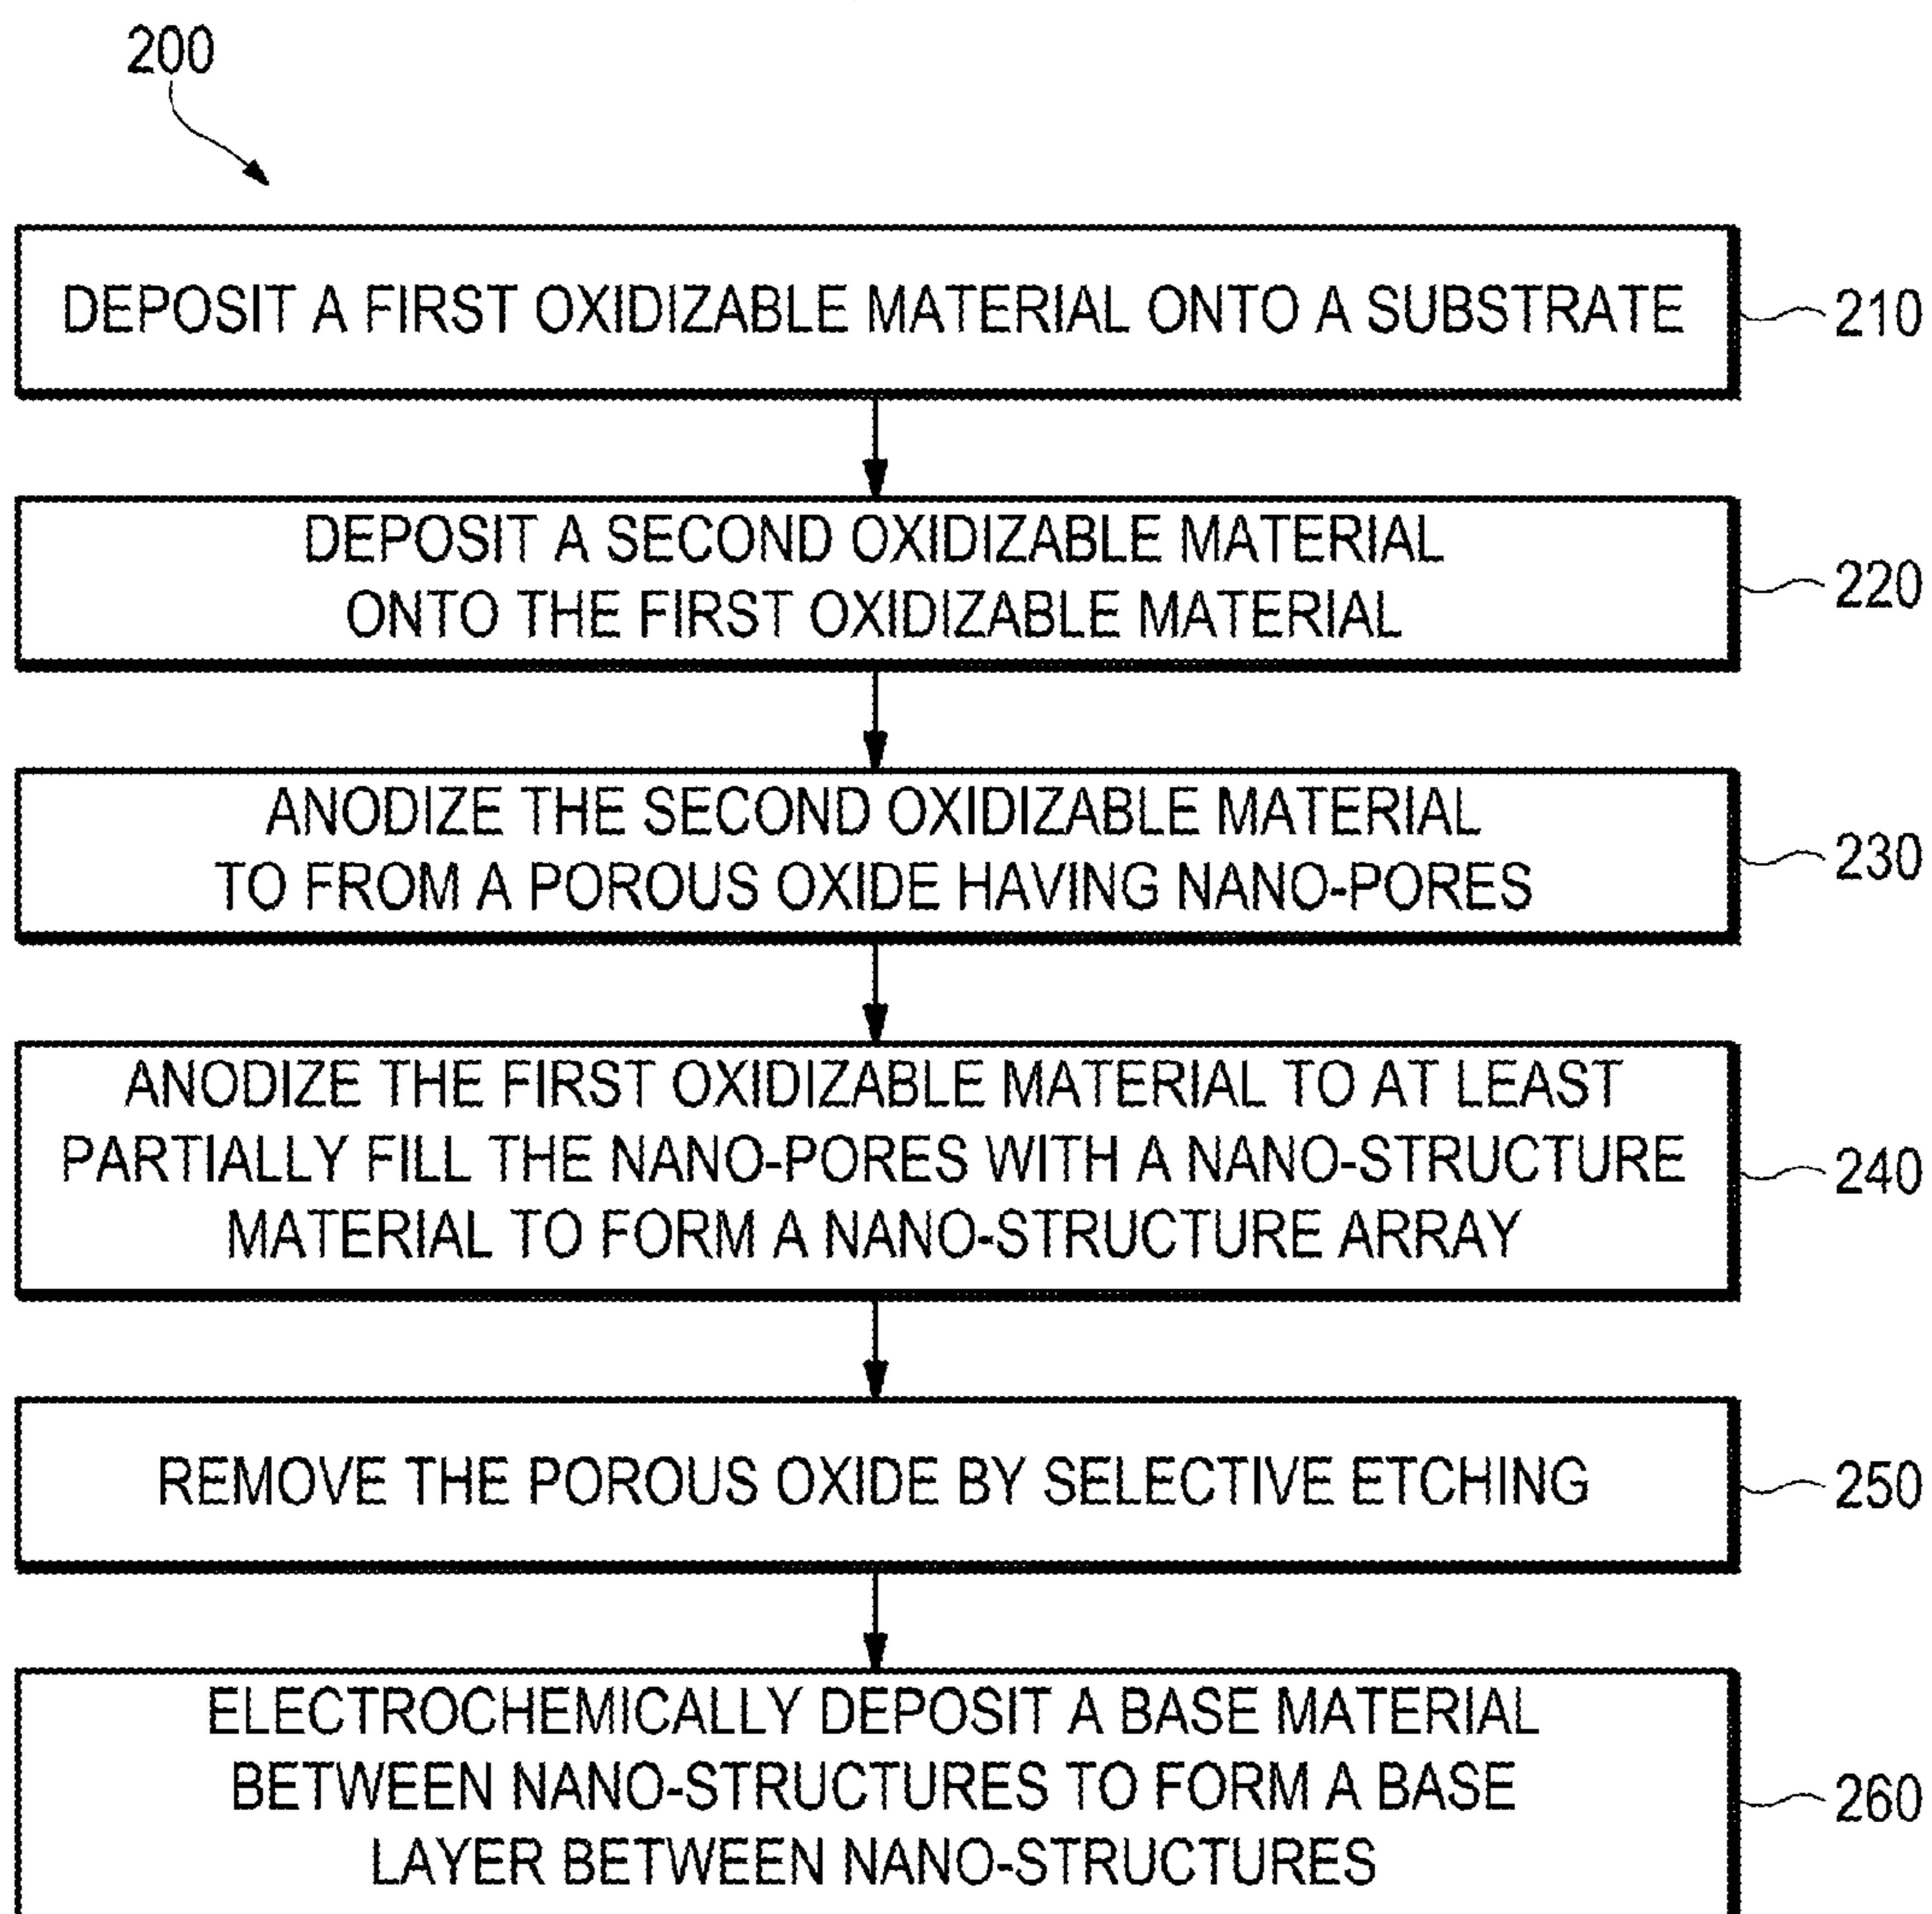 200
DEPOSIT A FIRST OXIDIZABLE MATERIAL ONTO A SUBSTRATE
210
DEPOSIT A SECOND OXIDIZABLE MATERIAL
ONTO THE FIRST OXIDIZABLE MATERIAL
220
ANODIZE THE SECOND OXIDIZABLE MATERIAL
TO FROM A POROUS OXIDE HAVING NANO-PORES
230
ANODIZE THE FIRST OXIDIZABLE MATERIAL TO AT LEAST
PARTIALLY FILL THE NANO-PORES WITH A NANO-STRUCTURE
MATERIAL TO FORM A NANO-STRUCTURE ARRAY
240
REMOVE THE POROUS OXIDE BY SELECTIVE ETCHING
250
ELECTROCHEMICALLY DEPOSIT A BASE MATERIAL
BETWEEN NANO-STRUCTURES TO FORM A BASE
LAYER BETWEEN NANO-STRUCTURES
260